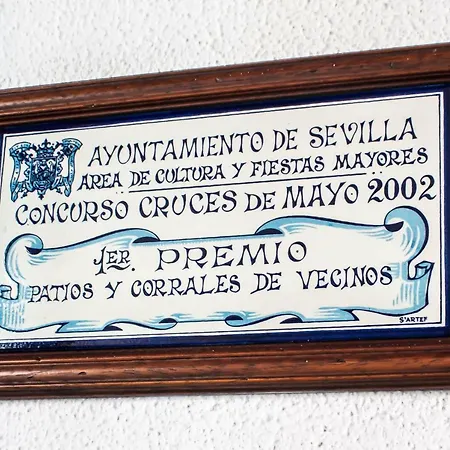 AYUNTAMIENTO DE SEVILLA
AREA DE CULTURA Y FIESTAS MAYORES
CONCURSO CRUCES DE MAYO 2002
1ER. PREMIO
PATIOS Y CORRALES DE VECINOS
S'ARTEF